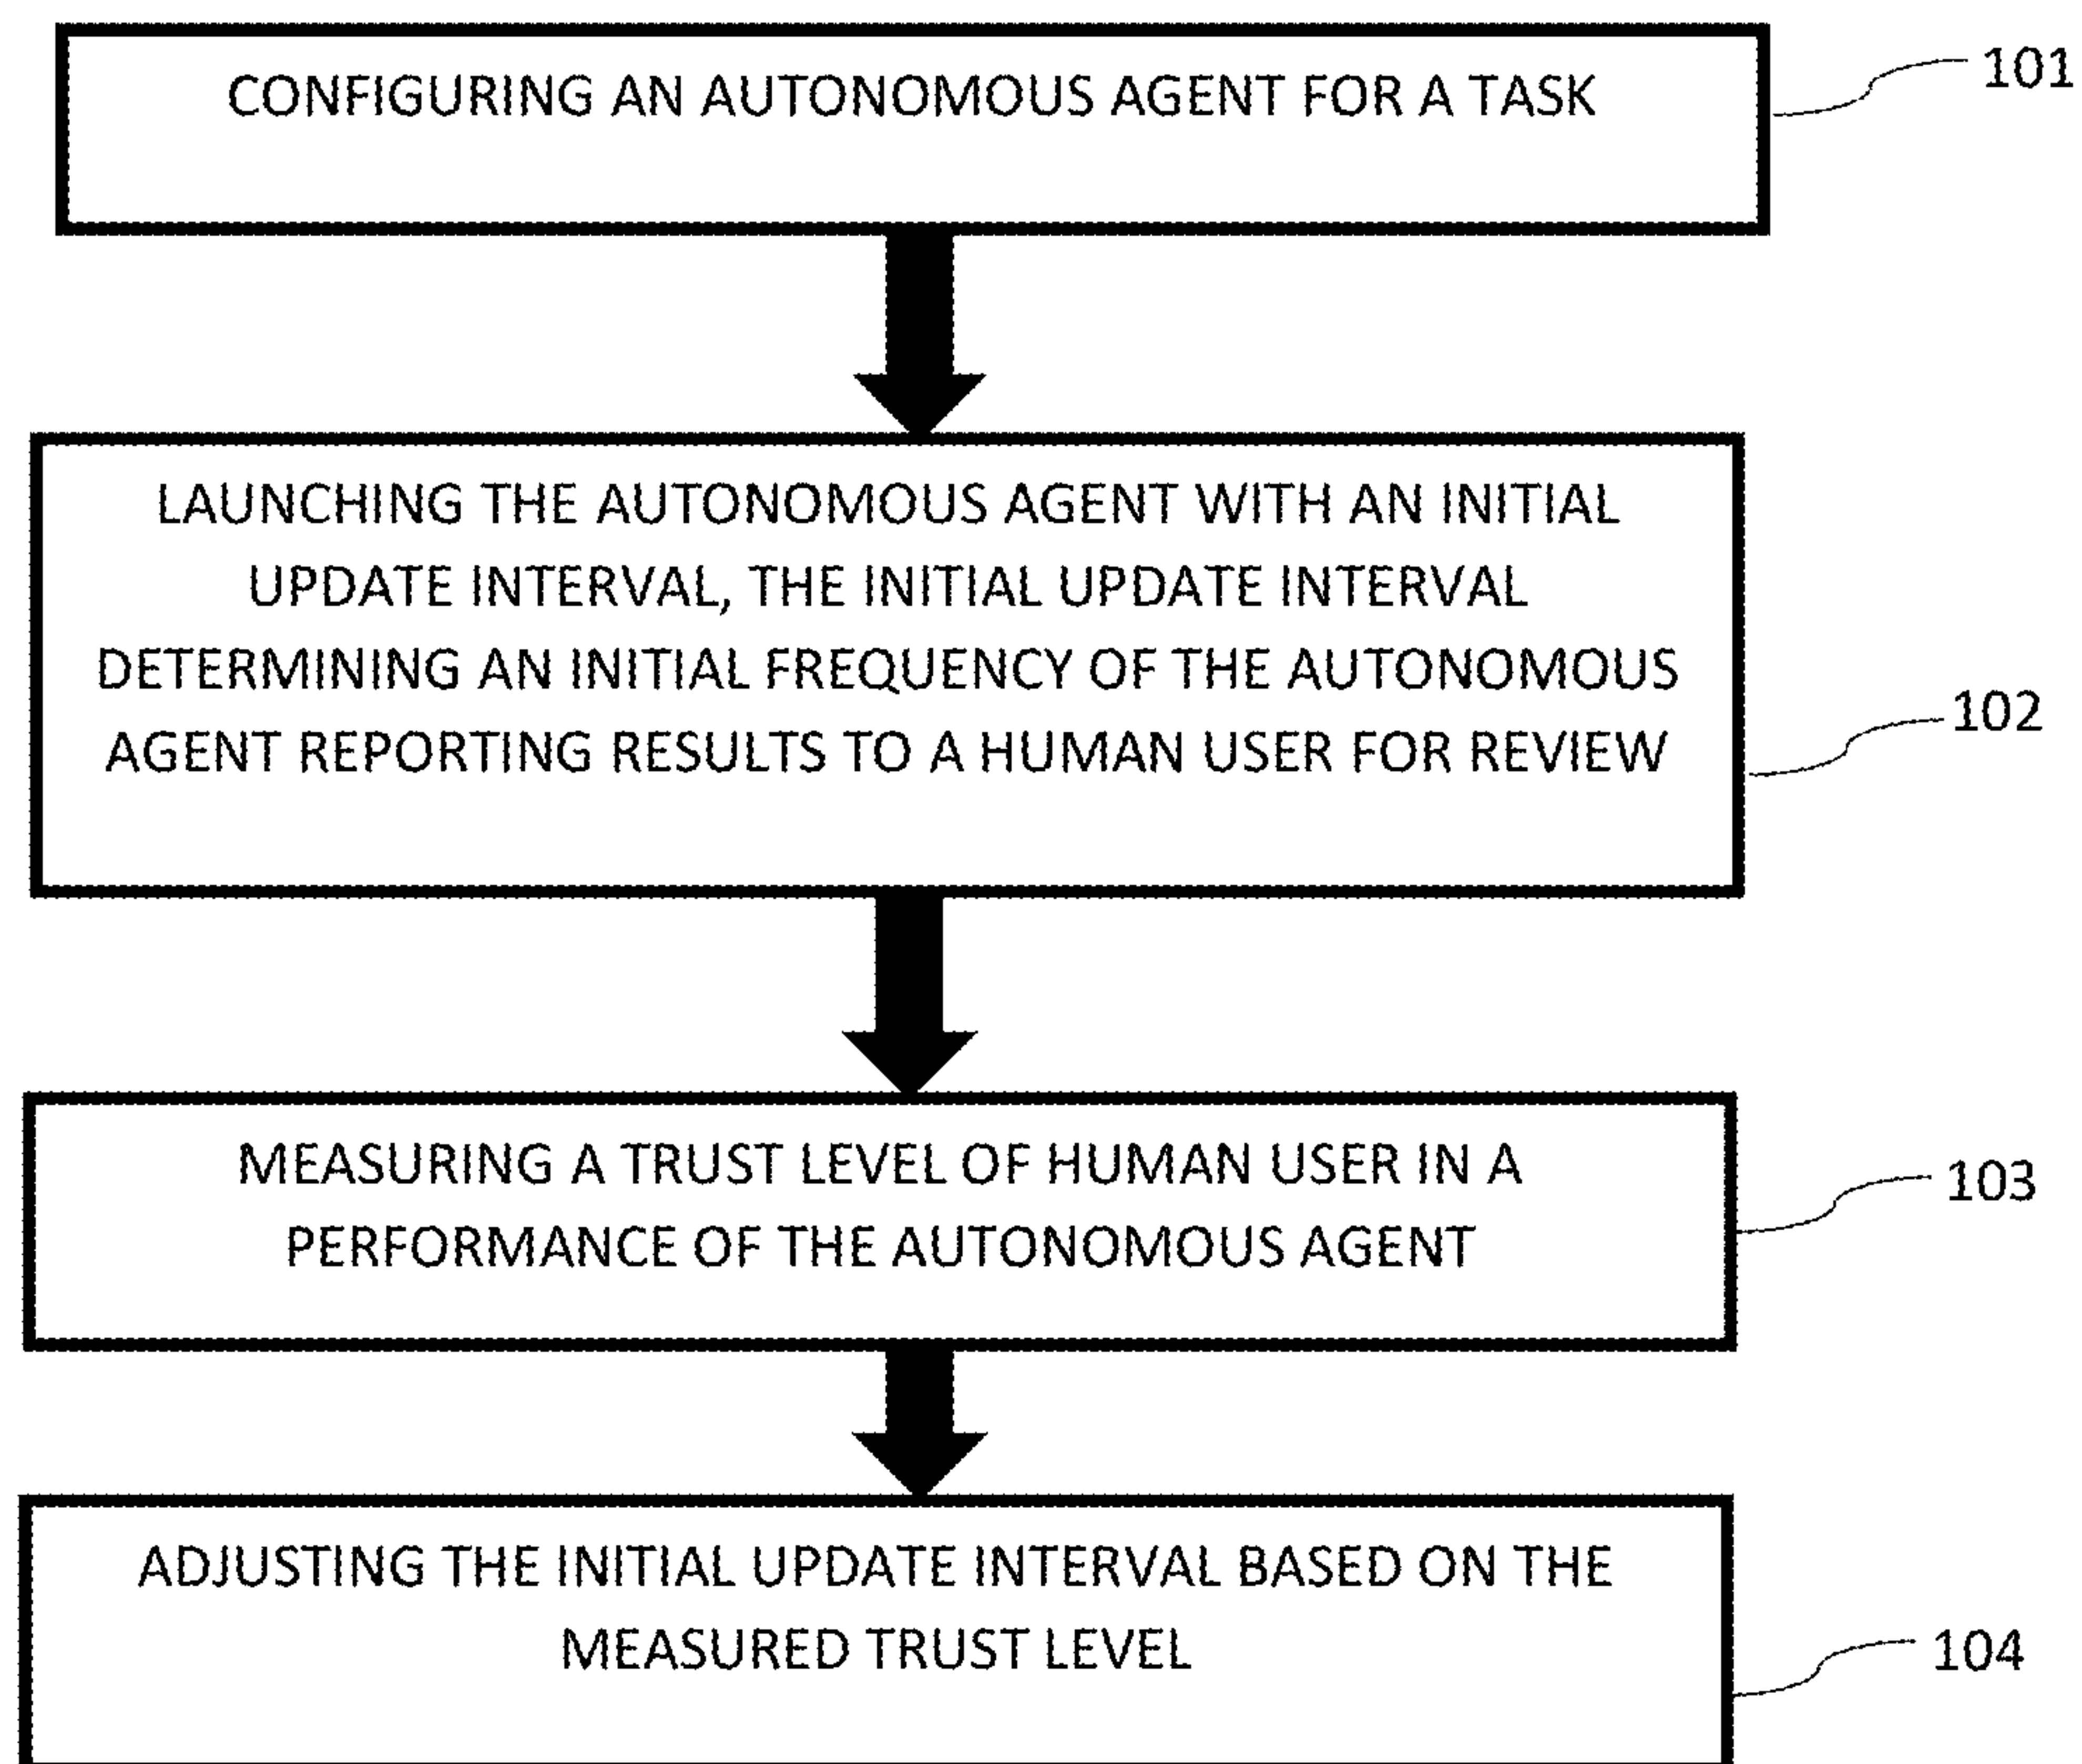 CONFIGURING AN AUTONOMOUS AGENT FOR A TASK
101
LAUNCHING THE AUTONOMOUS AGENT WITH AN INITIAL
UPDATE INTERVAL, THE INITIAL UPDATE INTERVAL
DETERMINING AN INITIAL FREQUENCY OF THE AUTONOMOUS
AGENT REPORTING RESULTS TO A HUMAN USER FOR REVIEW
102
MEASURING A TRUST LEVEL OF HUMAN USER IN A
PERFORMANCE OF THE AUTONOMOUS AGENT
103
ADJUSTING THE INITIAL UPDATE INTERVAL BASED ON THE
MEASURED TRUST LEVEL
104